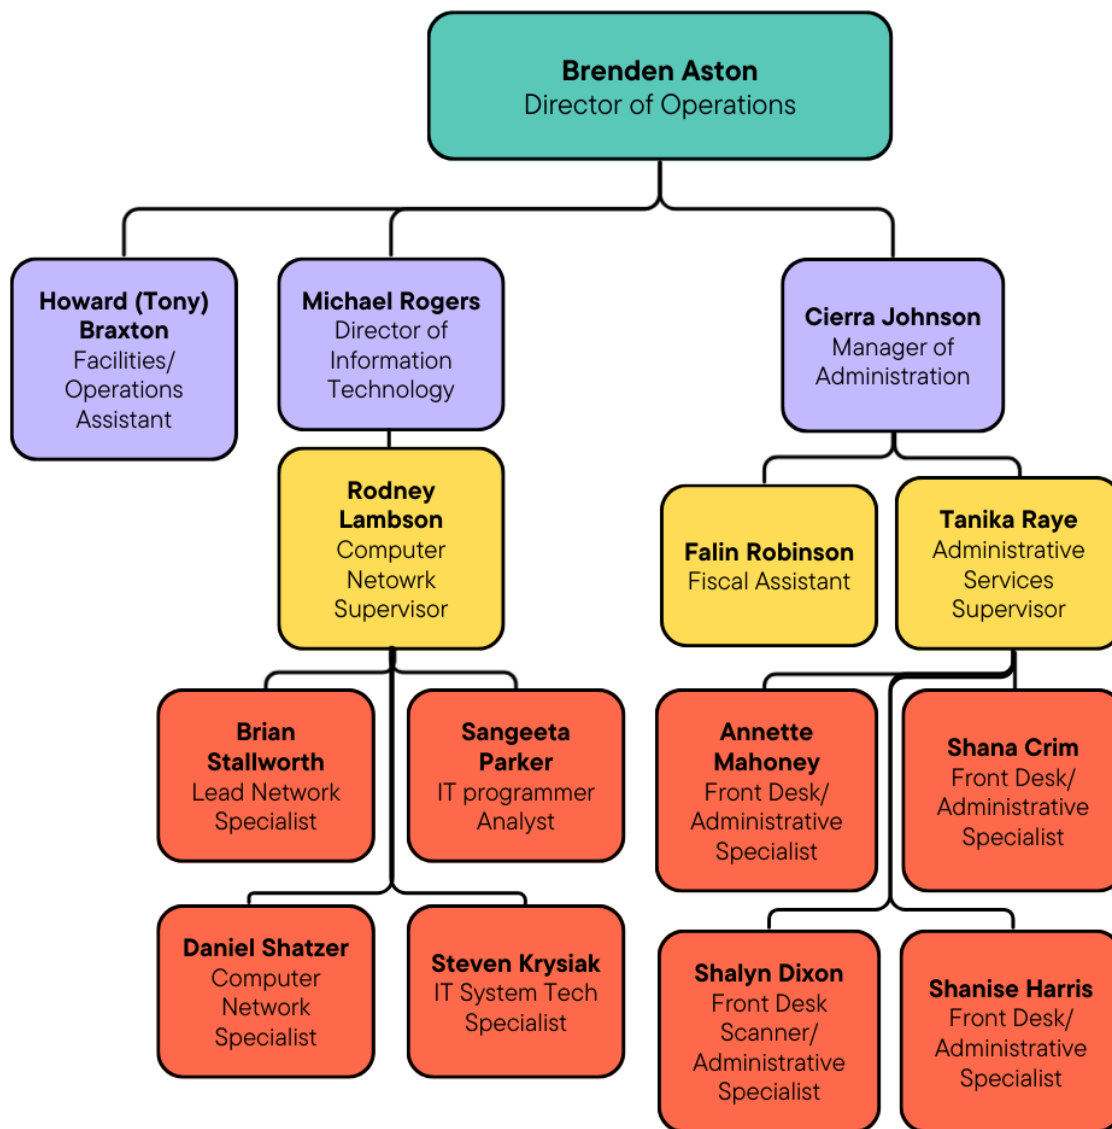 Brenden Aston
Director of Operations
Howard (Tony)
Braxton
Facilities/
Operations
Assistant
Michael Rogers
Director of
Information
Technology
Cierra Johnson
Manager of
Administration
Rodney
Lambson
Computer
Netowrk
Supervisor
Falin Robinson
Fiscal Assistant
Tanika Raye
Administrative
Services
Supervisor
Brian
Stallworth
Lead Network
Specialist
Sangeeta
Parker
IT programmer
Analyst
Annette
Mahoney
Front Desk/
Administrative
Specialist
Shana Crim
Front Desk/
Administrative
Specialist
Daniel Shatzer
Computer
Network
Specialist
Steven Krysiak
IT System Tech
Specialist
Shalyn Dixon
Front Desk
Scanner/
Administrative
Specialist
Shanise Harris
Front Desk/
Administrative
Specialist